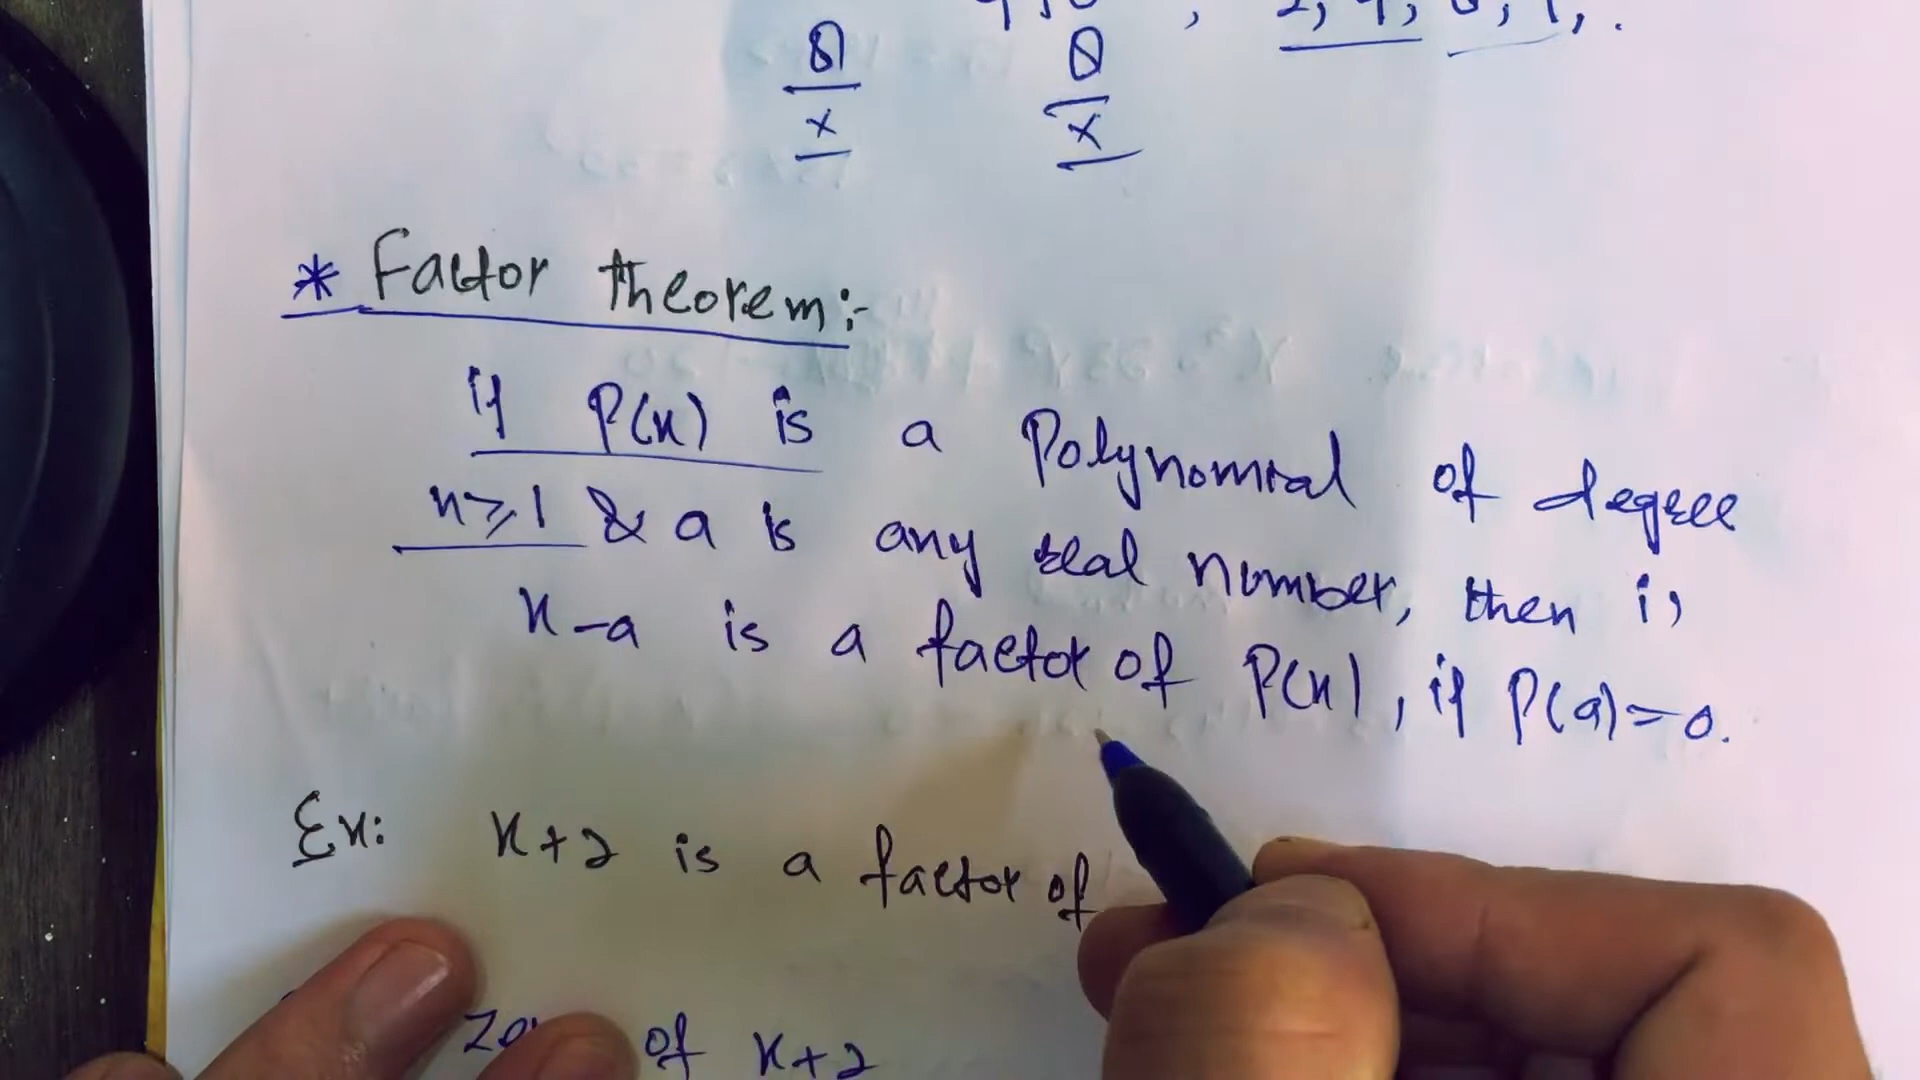 * Factor theorem:-
if P(x) is a Polynomial of degree
n≥1 & a is any real number, then i,
x-a is a factor of P(x), if P(a)=0.
Ex: x+2 is a factor of
of x+2